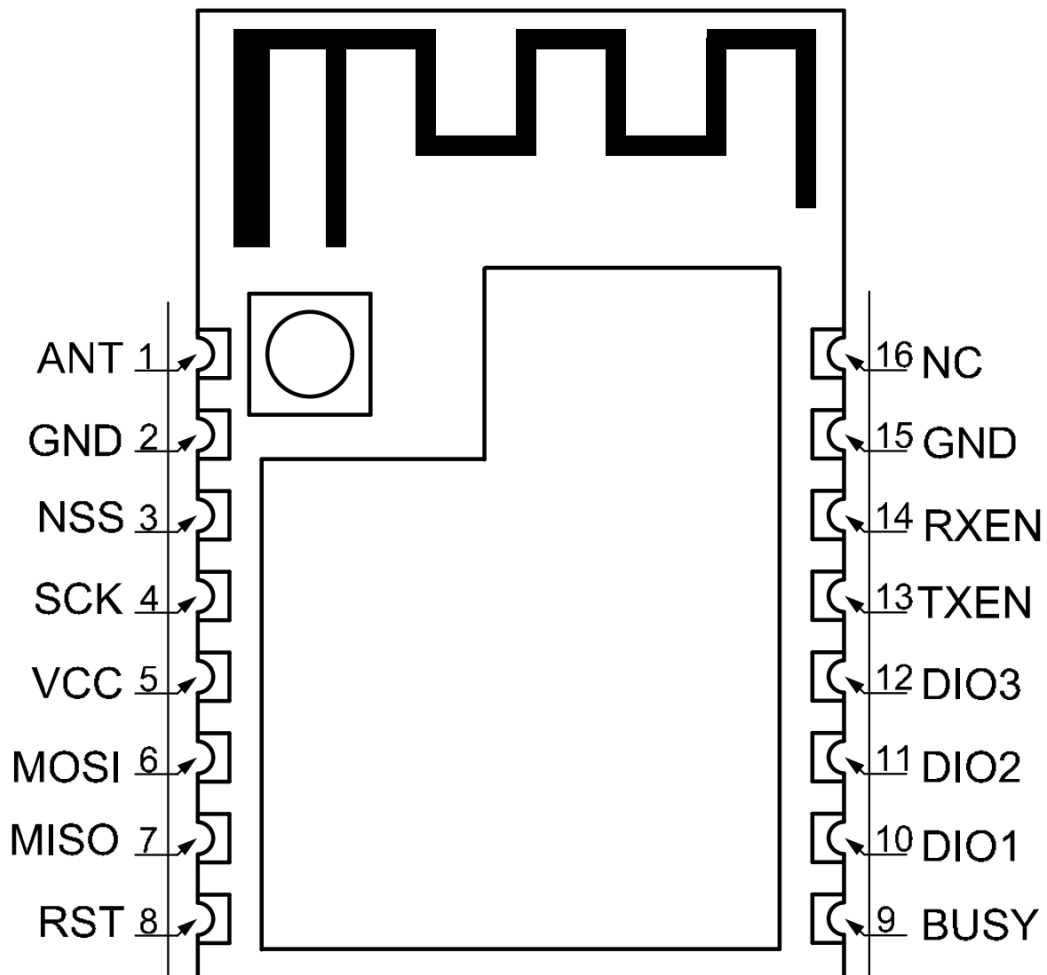 ANT 1
GND 2
NSS 3
SCK 4
VCC 5
MOSI 6
MISO 7
RST 8
16 NC
15 GND
14 RXEN
13 TXEN
12 DIO3
11 DIO2
10 DIO1
9 BUSY